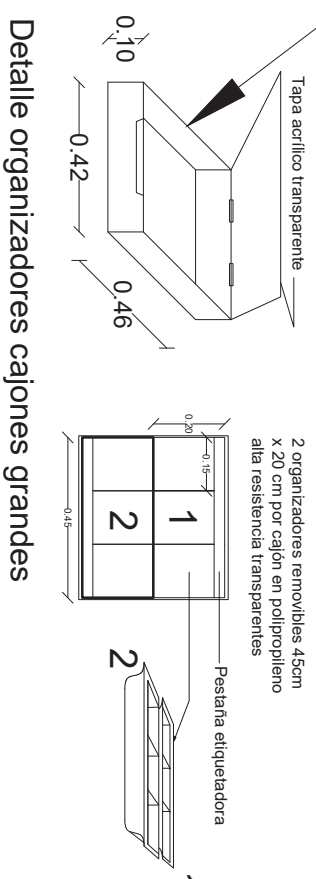 Tapa acrílico transparente
0.10
0.42
0.46
2 organizadores removibles 45cm
x 20 cm por cajón en polipropileno
alta resistencia transparentes
0.20
0.15
1
2
0.45
Pestaña etiquetadora
2
Detalle organizadores cajones grandes